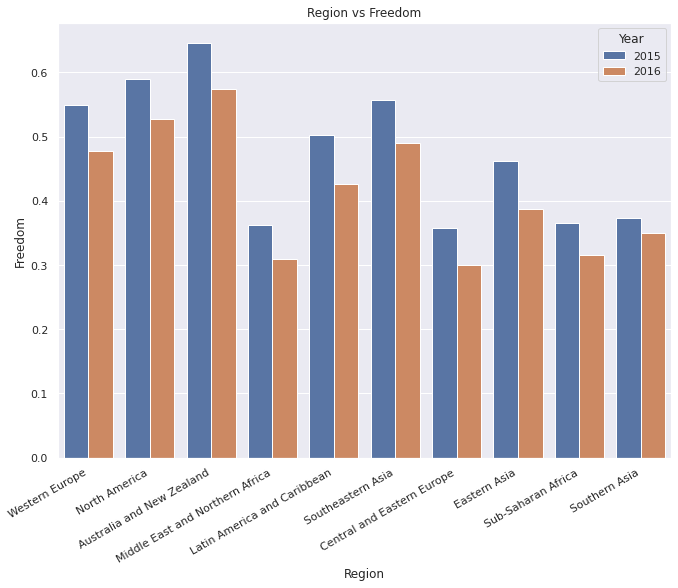 Region vs Freedom
Year
2015
2016
Freedom
0.6
0.5
0.4
0.3
0.2
0.1
0.0
Western Europe
North America
Australia and New Zealand
Middle East and Northern Africa
Latin America and Caribbean
Southeastern Asia
Central and Eastern Europe
Eastern Asia
Sub-Saharan Africa
Southern Asia
Region